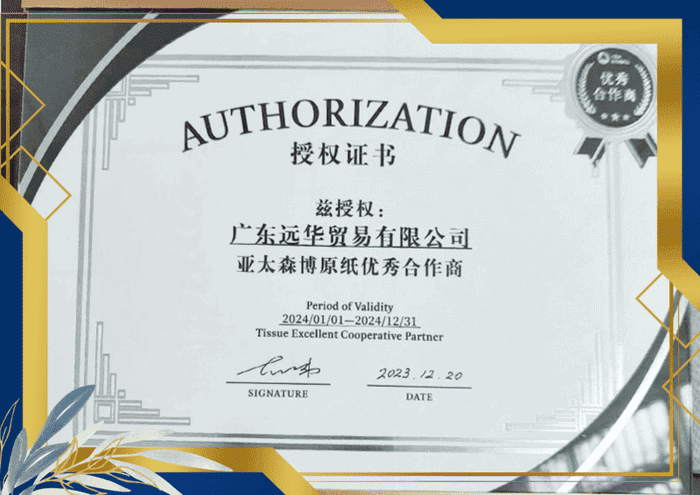 优秀
合作商
AUTHORIZATION
授权证书
兹授权：
广东远华贸易有限公司
亚太森博原纸优秀合作商
Period of Validity
2024/01/01—2024/12/31
Tissue Excellent Cooperative Partner
2023.12.20
SIGNATURE
DATE